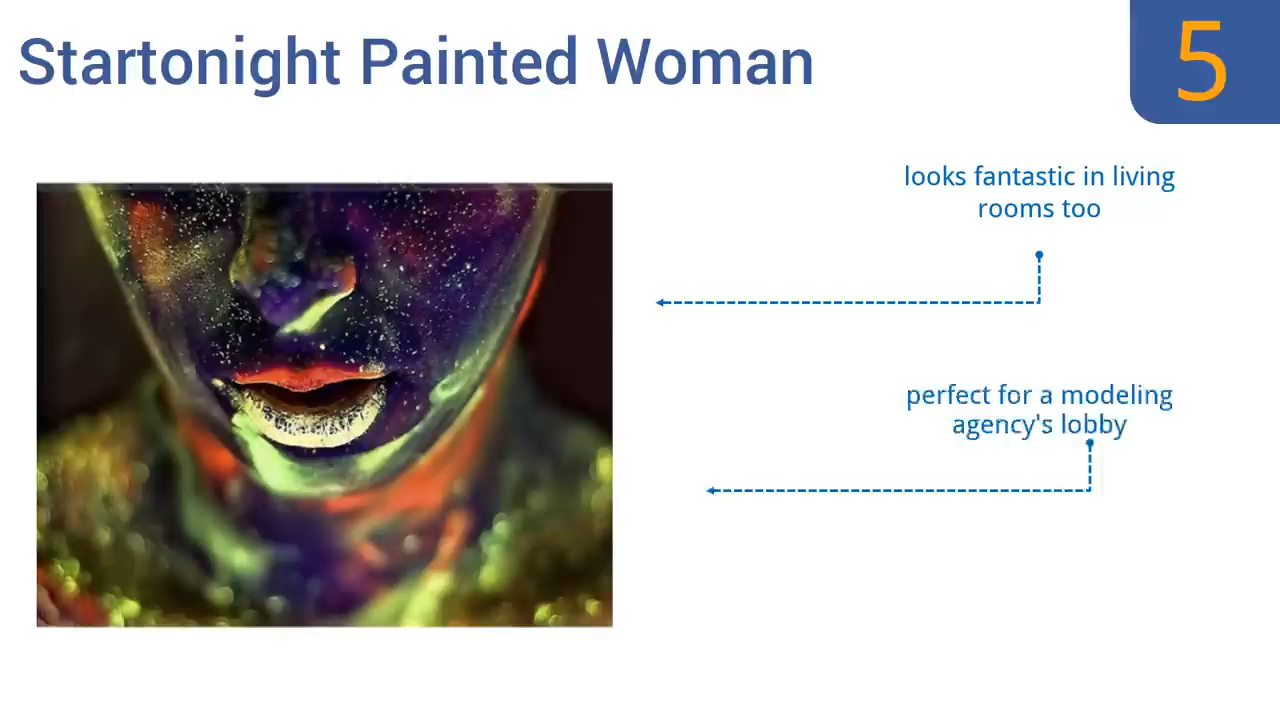 Startonight Painted Woman
5
looks fantastic in living
rooms too
perfect for a modeling
agency's lobby